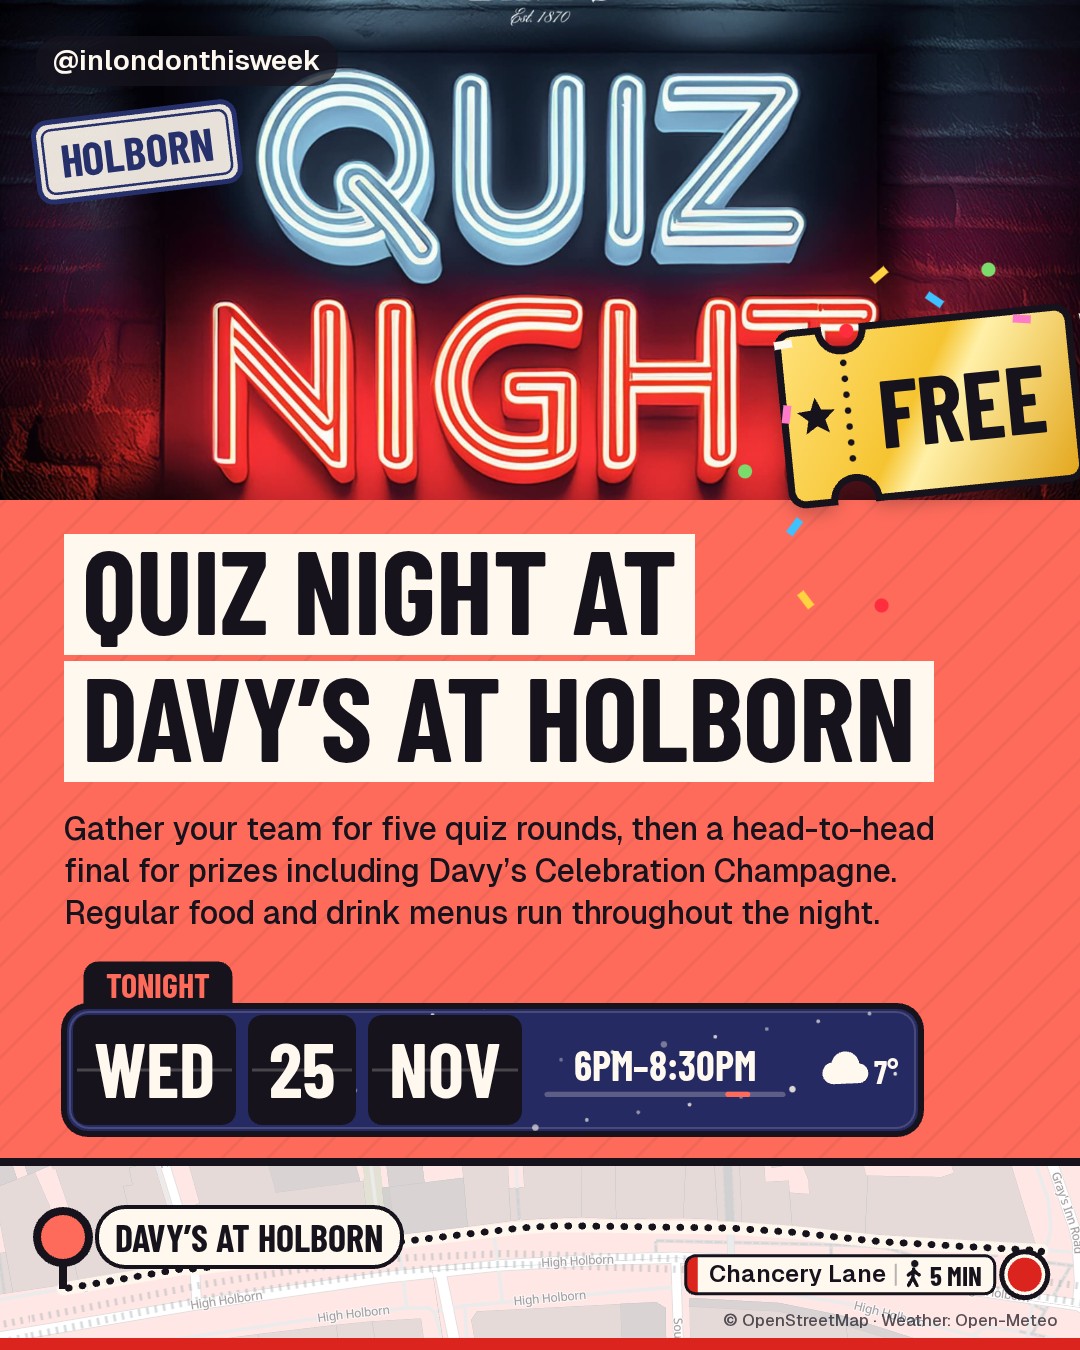 Est. 1870
@inlondonthisweek
HOLBORN
QUIZ
NIGHT
FREE
QUIZ NIGHT AT
DAVY’S AT HOLBORN
Gather your team for five quiz rounds, then a head-to-head
final for prizes including Davy’s Celebration Champagne.
Regular food and drink menus run throughout the night.
TONIGHT
WED 25 NOV
6PM–8:30PM
7°
DAVY’S AT HOLBORN
Chancery Lane | 5 MIN
Gray's Inn Road
High Holborn
High Holborn
High Holborn
High Holborn
© OpenStreetMap · Weather: Open-Meteo